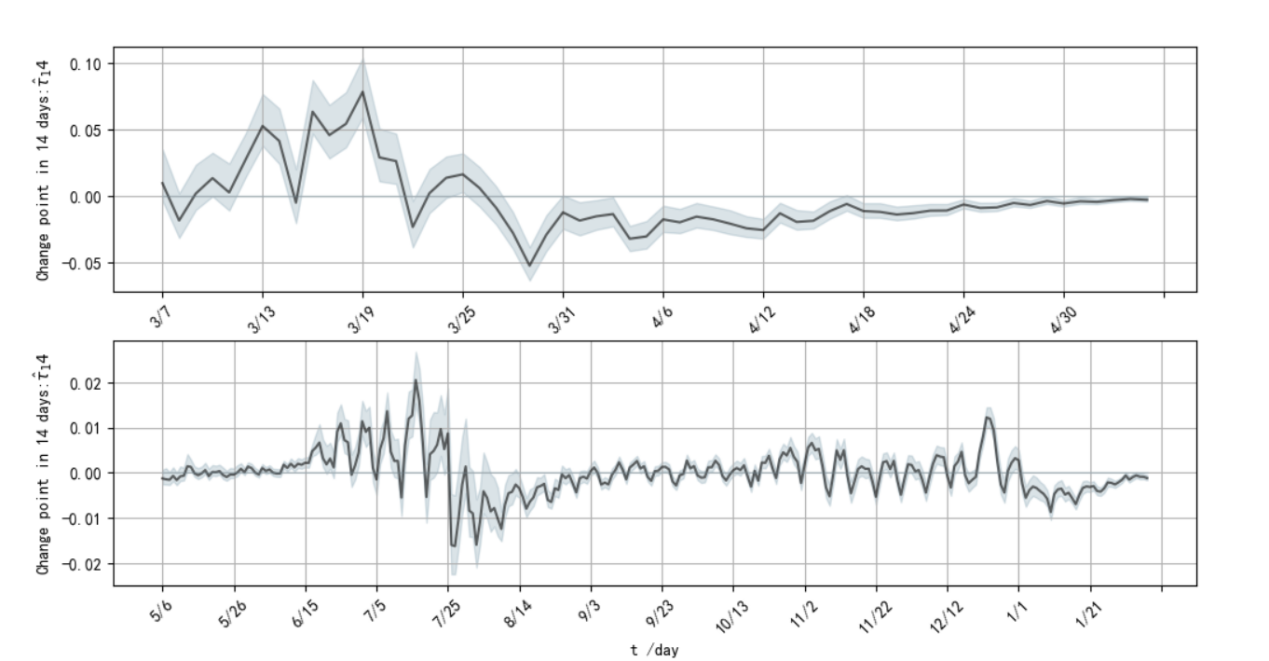 Change point in 14 days:τ̂₁4
0.10
0.05
0.00
−0.05
3/7 3/13 3/19 3/25 3/31 4/6 4/12 4/18 4/24 4/30
Change point in 14 days:τ̂₁4
0.02
0.01
0.00
−0.01
−0.02
5/6 5/26 6/15 7/5 7/25 8/14 9/3 9/23 10/13 11/2 11/22 12/12 1/1 1/21
t /day